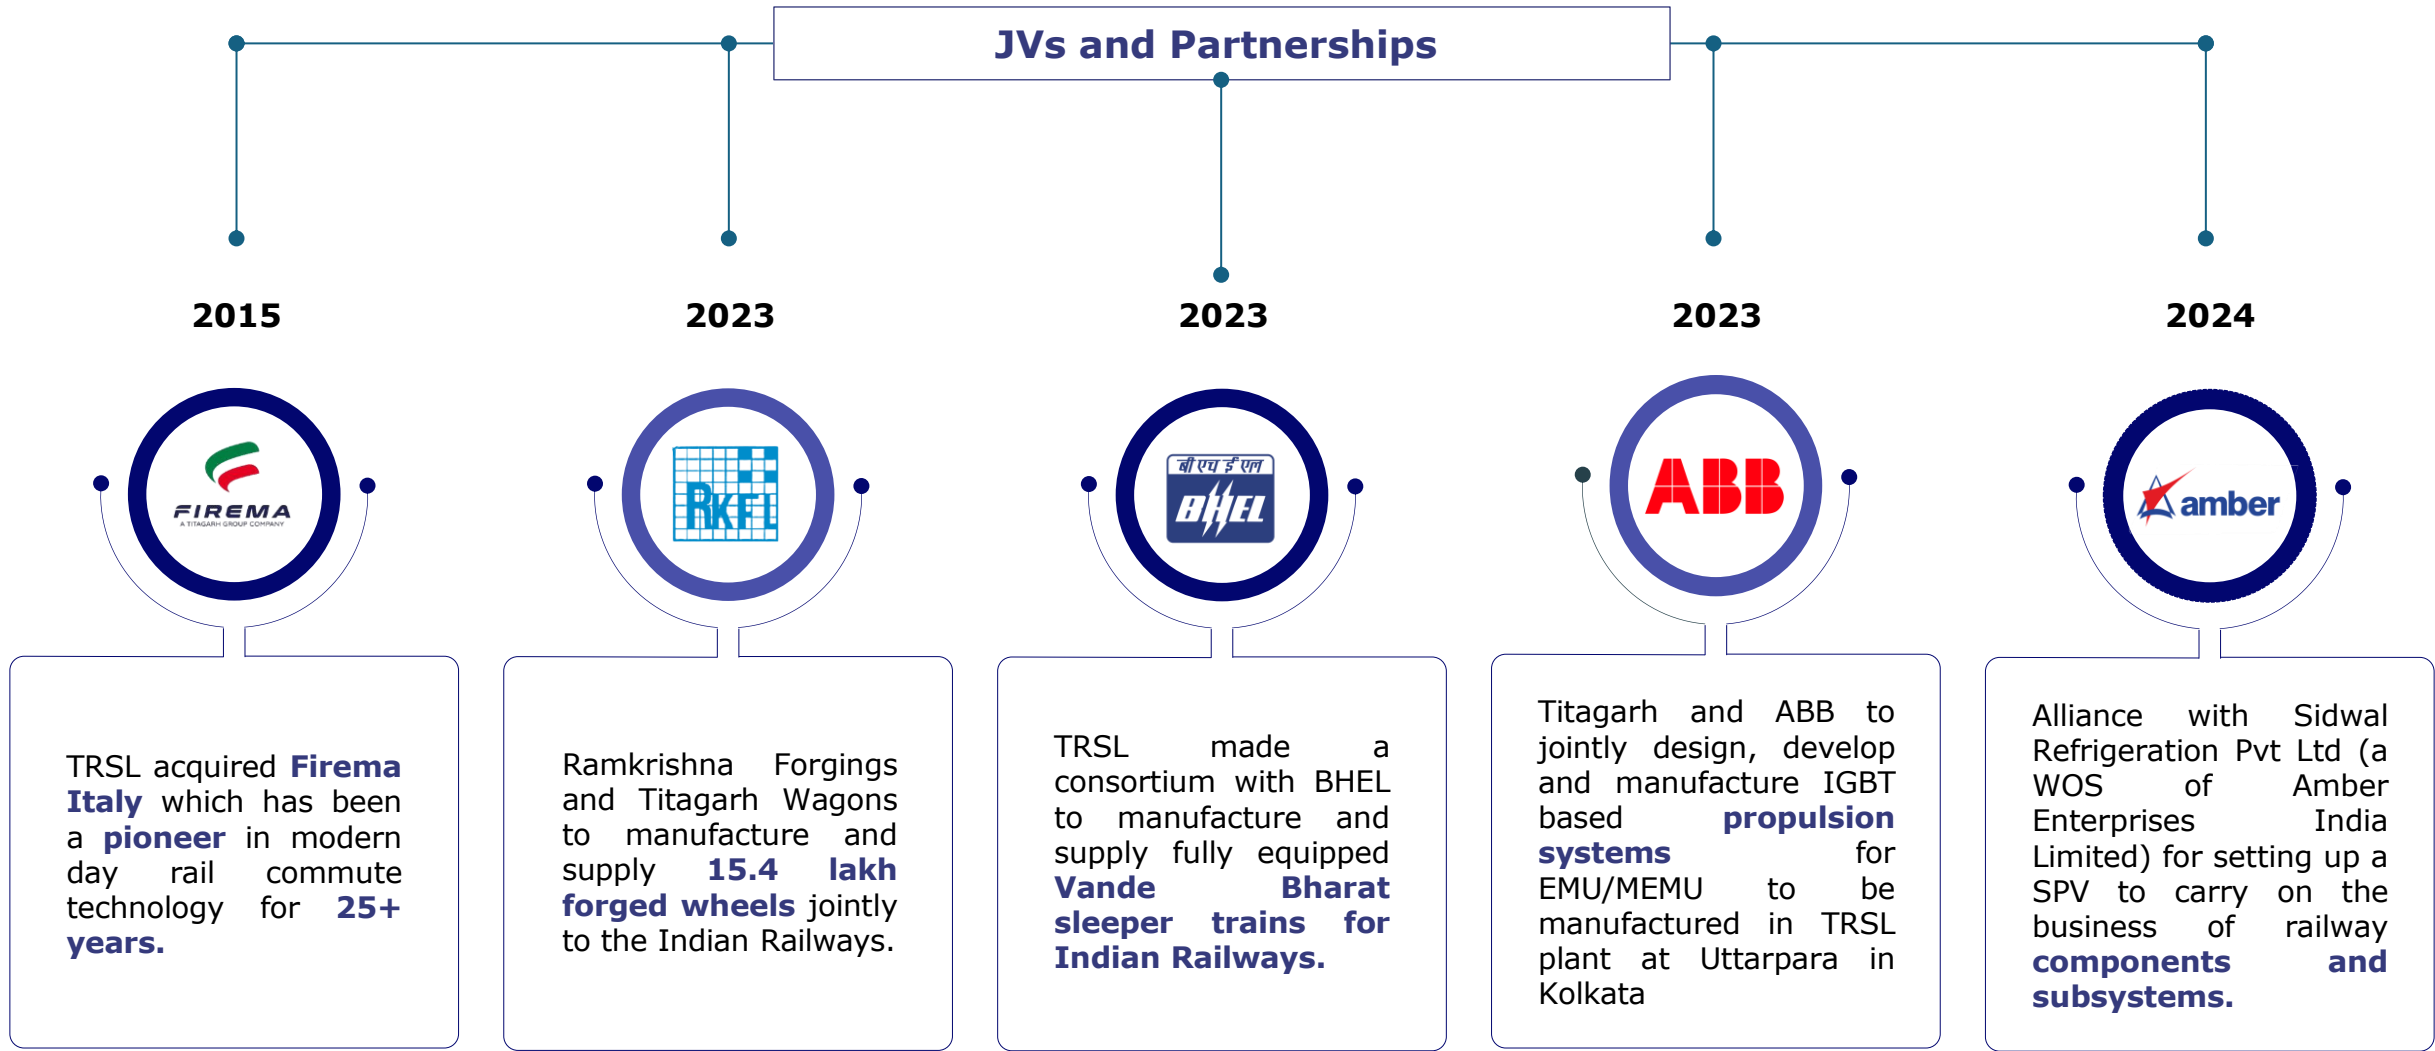 JVs and Partnerships
2015
FIREMA
A TITAGARH GROUP COMPANY
TRSL acquired Firema
Italy which has been
a pioneer in modern
day rail commute
technology for 25+
years.
2023
RKFL
Ramkrishna Forgings
and Titagarh Wagons
to manufacture and
supply 15.4 lakh
forged wheels jointly
to the Indian Railways.
2023
बी एच ई एल
BHEL
TRSL made a
consortium with BHEL
to manufacture and
supply fully equipped
Vande Bharat
sleeper trains for
Indian Railways.
2023
ABB
Titagarh and ABB to
jointly design, develop
and manufacture IGBT
based propulsion
systems for
EMU/MEMU to be
manufactured in TRSL
plant at Uttarpara in
Kolkata
2024
amber
Alliance with Sidwal
Refrigeration Pvt Ltd (a
WOS of Amber
Enterprises India
Limited) for setting up a
SPV to carry on the
business of railway
components and
subsystems.